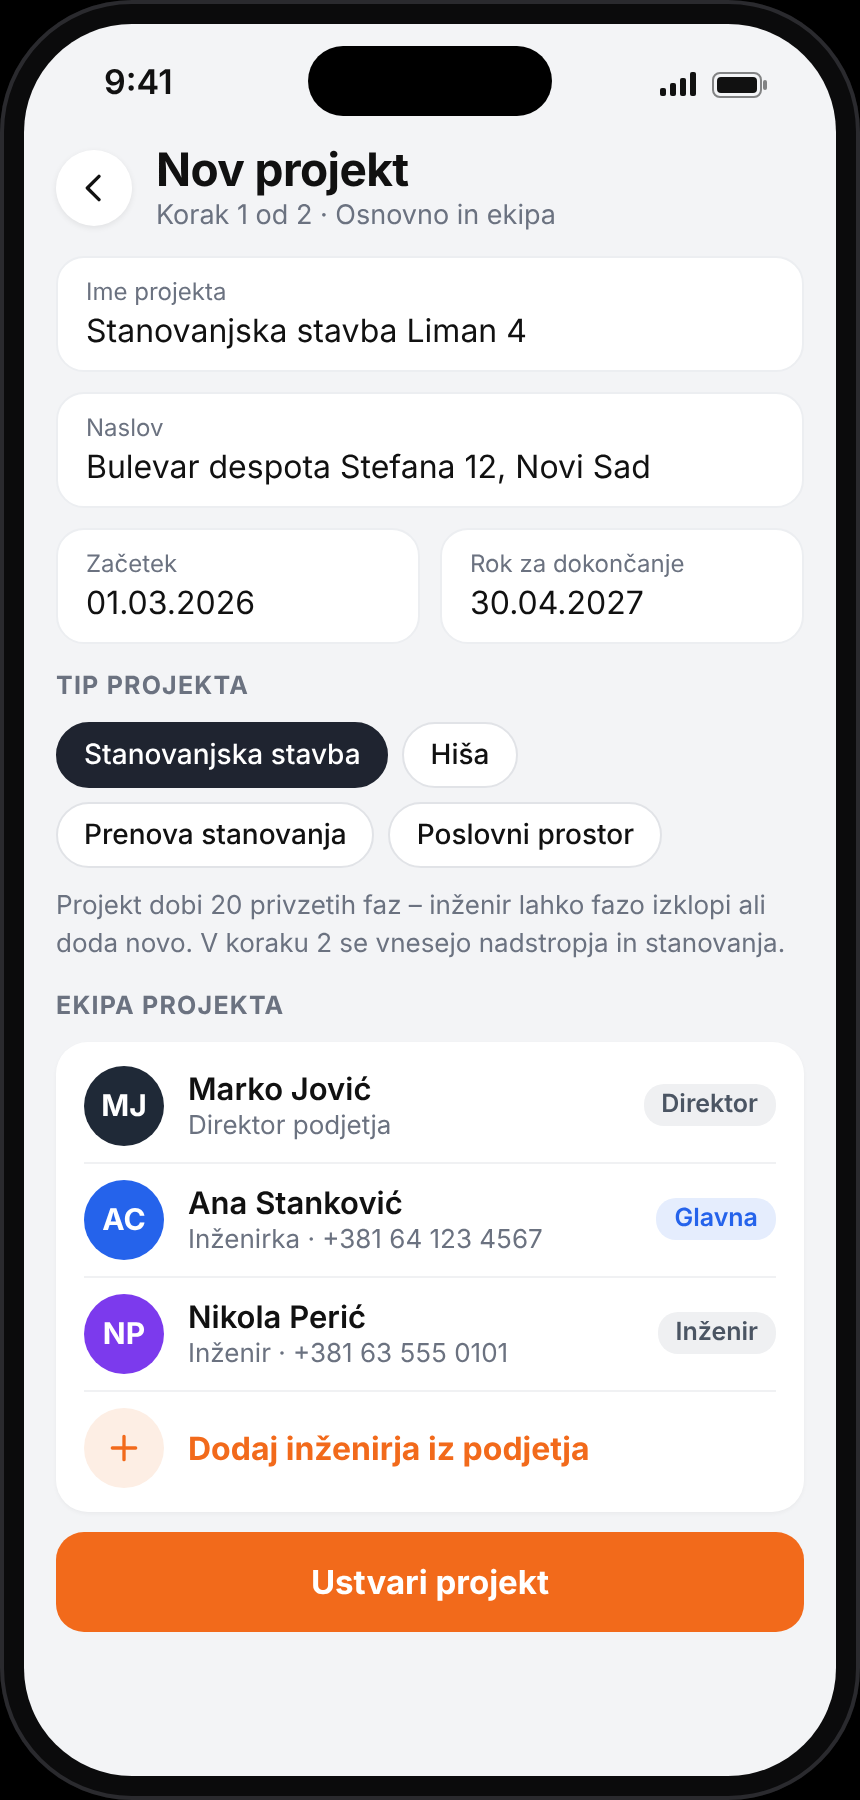 9:41
Nov projekt
Korak 1 od 2 · Osnovno in ekipa
Ime projekta
Stanovanjska stavba Liman 4
Naslov
Bulevar despota Stefana 12, Novi Sad
Začetek
01.03.2026
Rok za dokončanje
30.04.2027
TIP PROJEKTA
Stanovanjska stavba
Hiša
Prenova stanovanja
Poslovni prostor
Projekt dobi 20 privzetih faz – inženir lahko fazo izklopi ali
doda novo. V koraku 2 se vnesejo nadstropja in stanovanja.
EKIPA PROJEKTA
MJ
Marko Jović
Direktor podjetja
Direktor
AC
Ana Stanković
Inženirka · +381 64 123 4567
Glavna
NP
Nikola Perić
Inženir · +381 63 555 0101
Inženir
Dodaj inženirja iz podjetja
Ustvari projekt